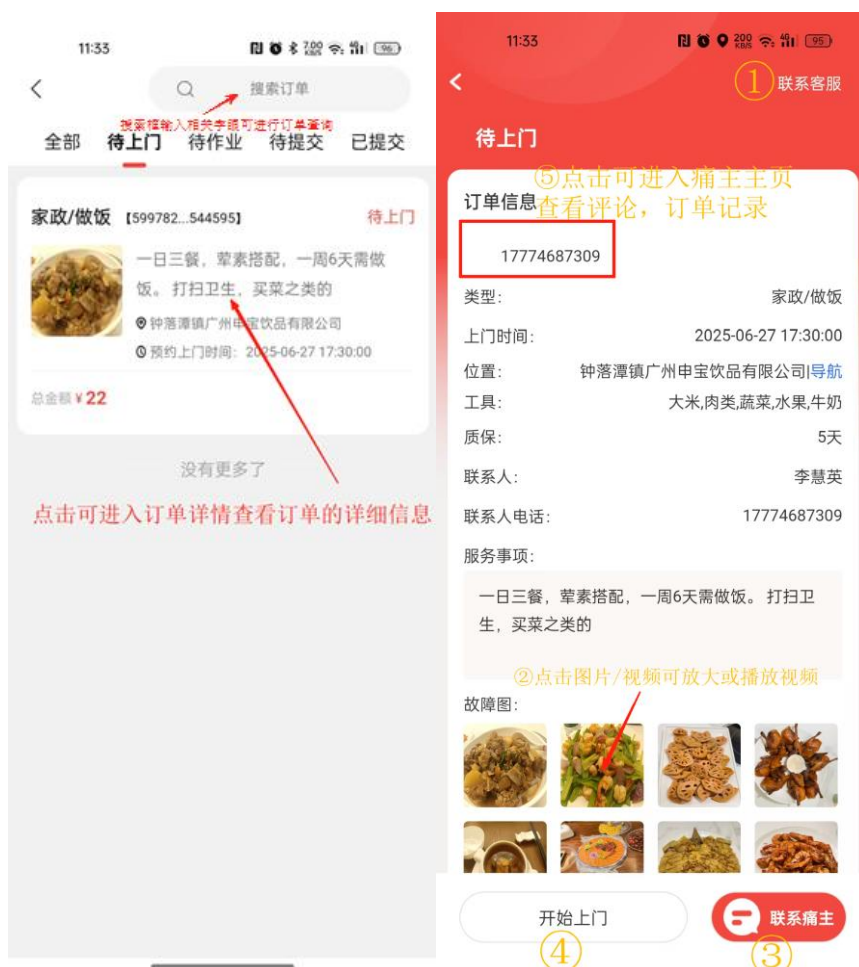 11:33
7.00 KB/S 4G 96
搜索订单
搜索框输入相关字眼可进行订单查询
全部 待上门 待作业 待提交 已提交
家政/做饭 【599782...544595】 待上门
一日三餐，荤素搭配，一周6天需做
饭。 打扫卫生，买菜之类的
钟落潭镇广州申宝饮品有限公司
预约上门时间：2025-06-27 17:30:00
总金额 ¥22
没有更多了
点击可进入订单详情查看订单的详细信息
11:33
200 KB/S 4G 95
①联系客服
待上门
⑤点击可进入痛主主页
查看评论，订单记录
订单信息
17774687309
类型： 家政/做饭
上门时间： 2025-06-27 17:30:00
位置： 钟落潭镇广州申宝饮品有限公司|导航
工具： 大米,肉类,蔬菜,水果,牛奶
质保： 5天
联系人： 李慧英
联系人电话： 17774687309
服务事项：
一日三餐，荤素搭配，一周6天需做饭。 打扫卫
生，买菜之类的
②点击图片/视频可放大或播放视频
故障图：
开始上门 联系痛主
④ ③